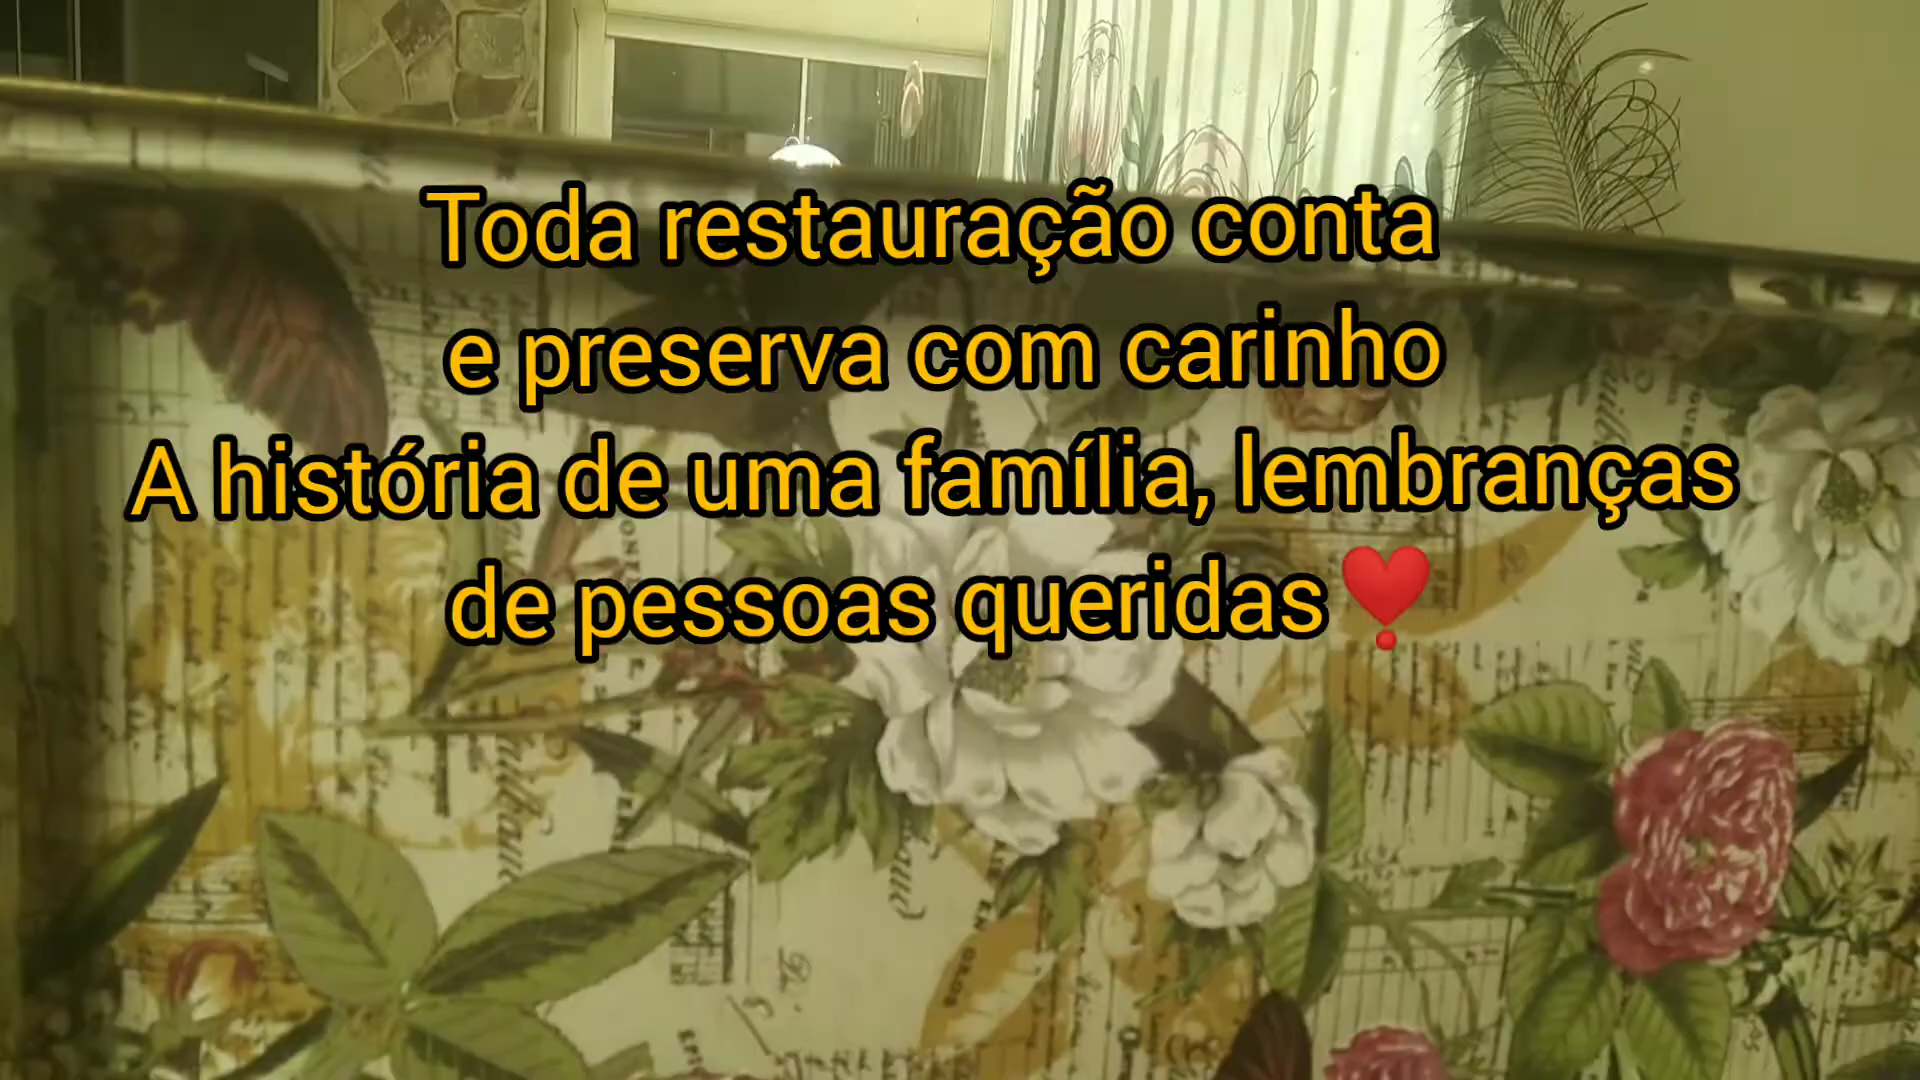 Toda restauração conta
e preserva com carinho
A história de uma família, lembranças
de pessoas queridas❣️